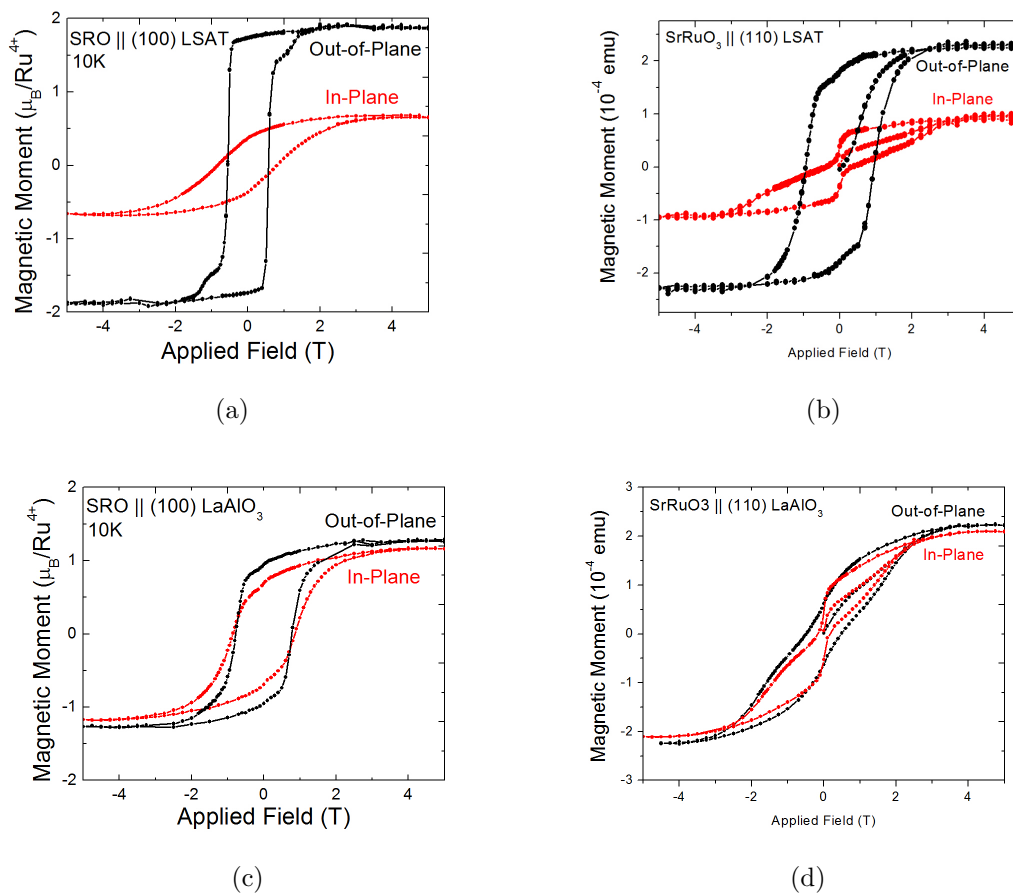 SRO || (100) LSAT
10K
Out-of-Plane
In-Plane
Magnetic Moment (μB/Ru4+)
2
1
0
-1
-2
-4 -2 0 2 4
Applied Field (T)
(a)
SrRuO3 || (110) LSAT
Out-of-Plane
In-Plane
Magnetic Moment (10-4 emu)
2
1
0
-1
-2
-4 -2 0 2 4
Applied Field (T)
(b)
SRO || (100) LaAlO3
10K
Out-of-Plane
In-Plane
Magnetic Moment (μB/Ru4+)
2
1
0
-1
-2
-4 -2 0 2 4
Applied Field (T)
(c)
SrRuO3 || (110) LaAlO3
Out-of-Plane
In-Plane
Magnetic Moment (10-4 emu)
3
2
1
0
-1
-2
-3
-4 -2 0 2 4
Applied Field (T)
(d)